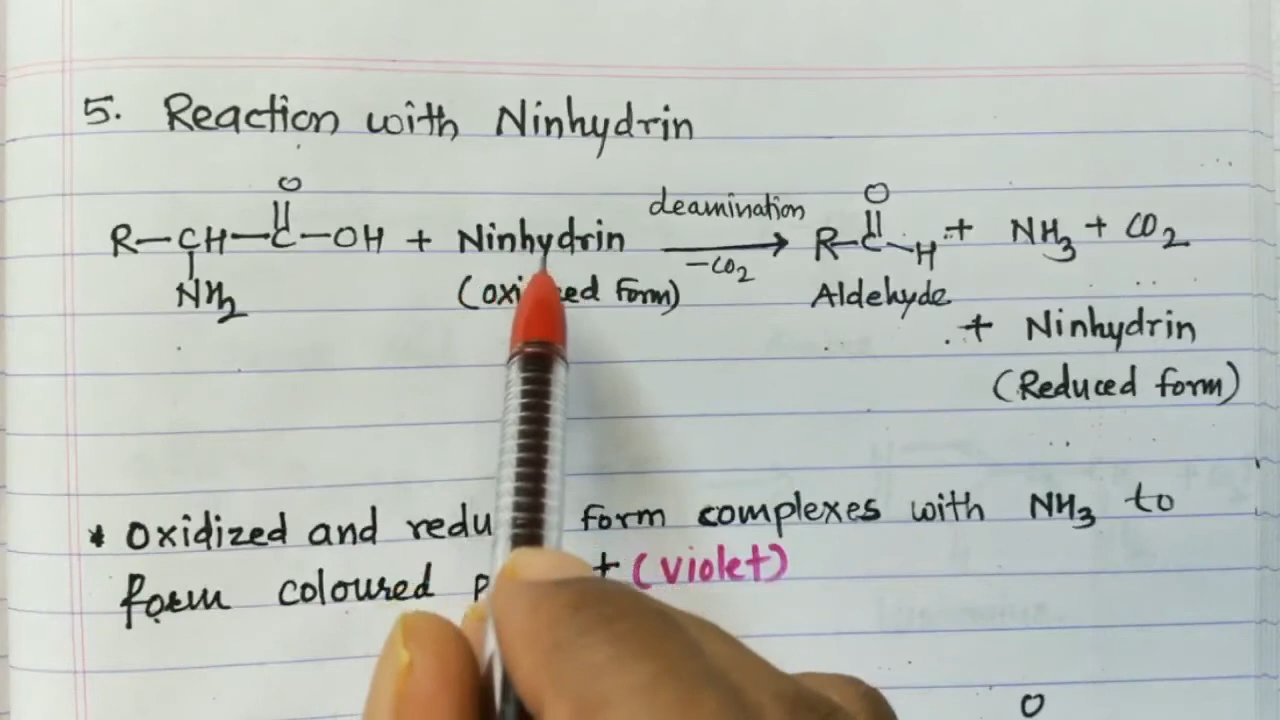 5. Reaction with Ninhydrin
O O
deamination
R—CH—C—OH + Ninhydrin → R—C—H + NH3 + CO2
—CO2
NH2 (oxi ed form) Aldehyde
+ Ninhydrin
(Reduced form)
* Oxidized and redu form complexes with NH3 to
form coloured p (violet)
O